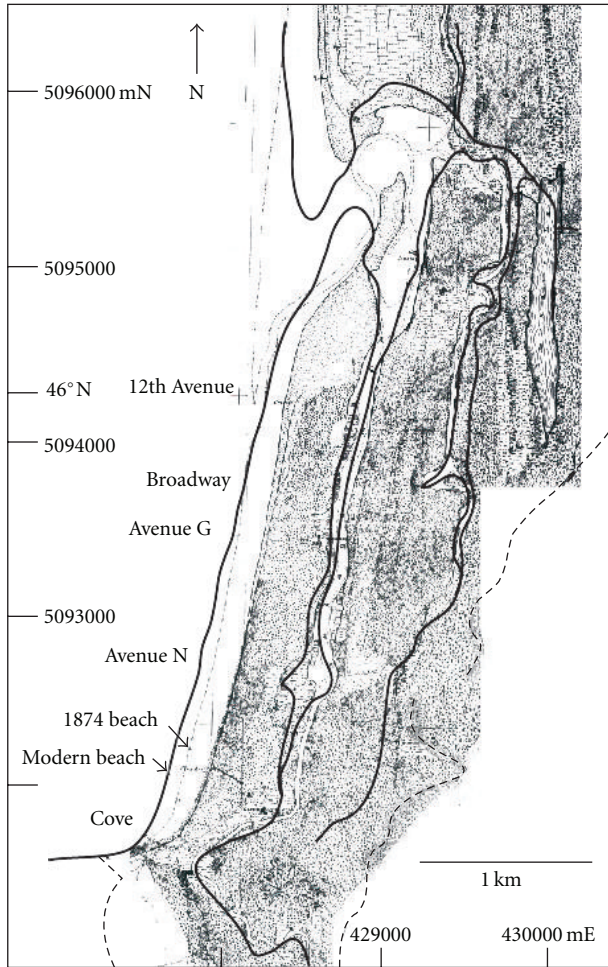 5096000 mN
N
5095000
46° N
12th Avenue
5094000
Broadway
Avenue G
5093000
Avenue N
1874 beach
Modern beach
Cove
1 km
429000
430000 mE